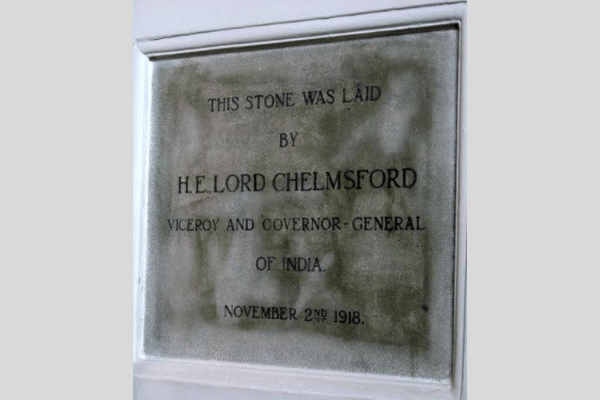 THIS STONE WAS LAID
BY
H.E., LORD CHELMSFORD
VICEROY AND GOVERNOR-GENERAL
OF INDIA.
NOVEMBER 2ND 1918.